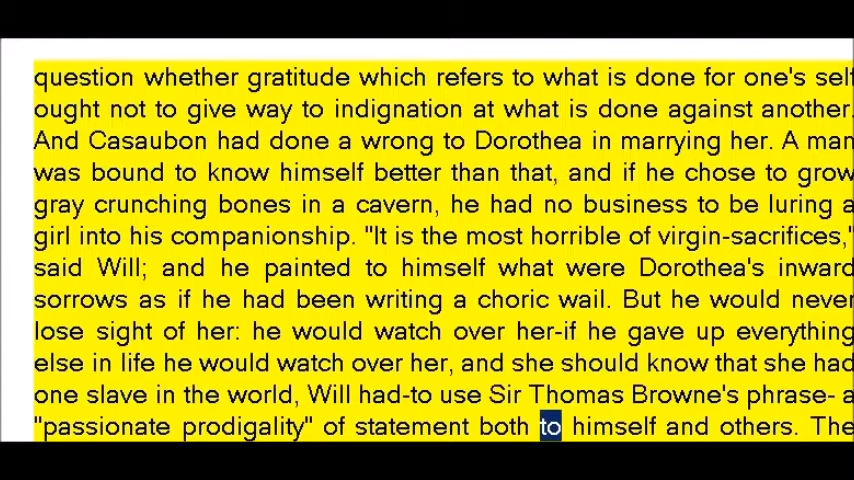 question whether gratitude which refers to what is done for one's self
ought not to give way to indignation at what is done against another.
And Casaubon had done a wrong to Dorothea in marrying her. A man
was bound to know himself better than that, and if he chose to grow
gray crunching bones in a cavern, he had no business to be luring a
girl into his companionship. "It is the most horrible of virgin-sacrifices,"
said Will; and he painted to himself what were Dorothea's inward
sorrows as if he had been writing a choric wail. But he would never
lose sight of her: he would watch over her-if he gave up everything
else in life he would watch over her, and she should know that she had
one slave in the world, Will had-to use Sir Thomas Browne's phrase- a
"passionate prodigality" of statement both to himself and others. The